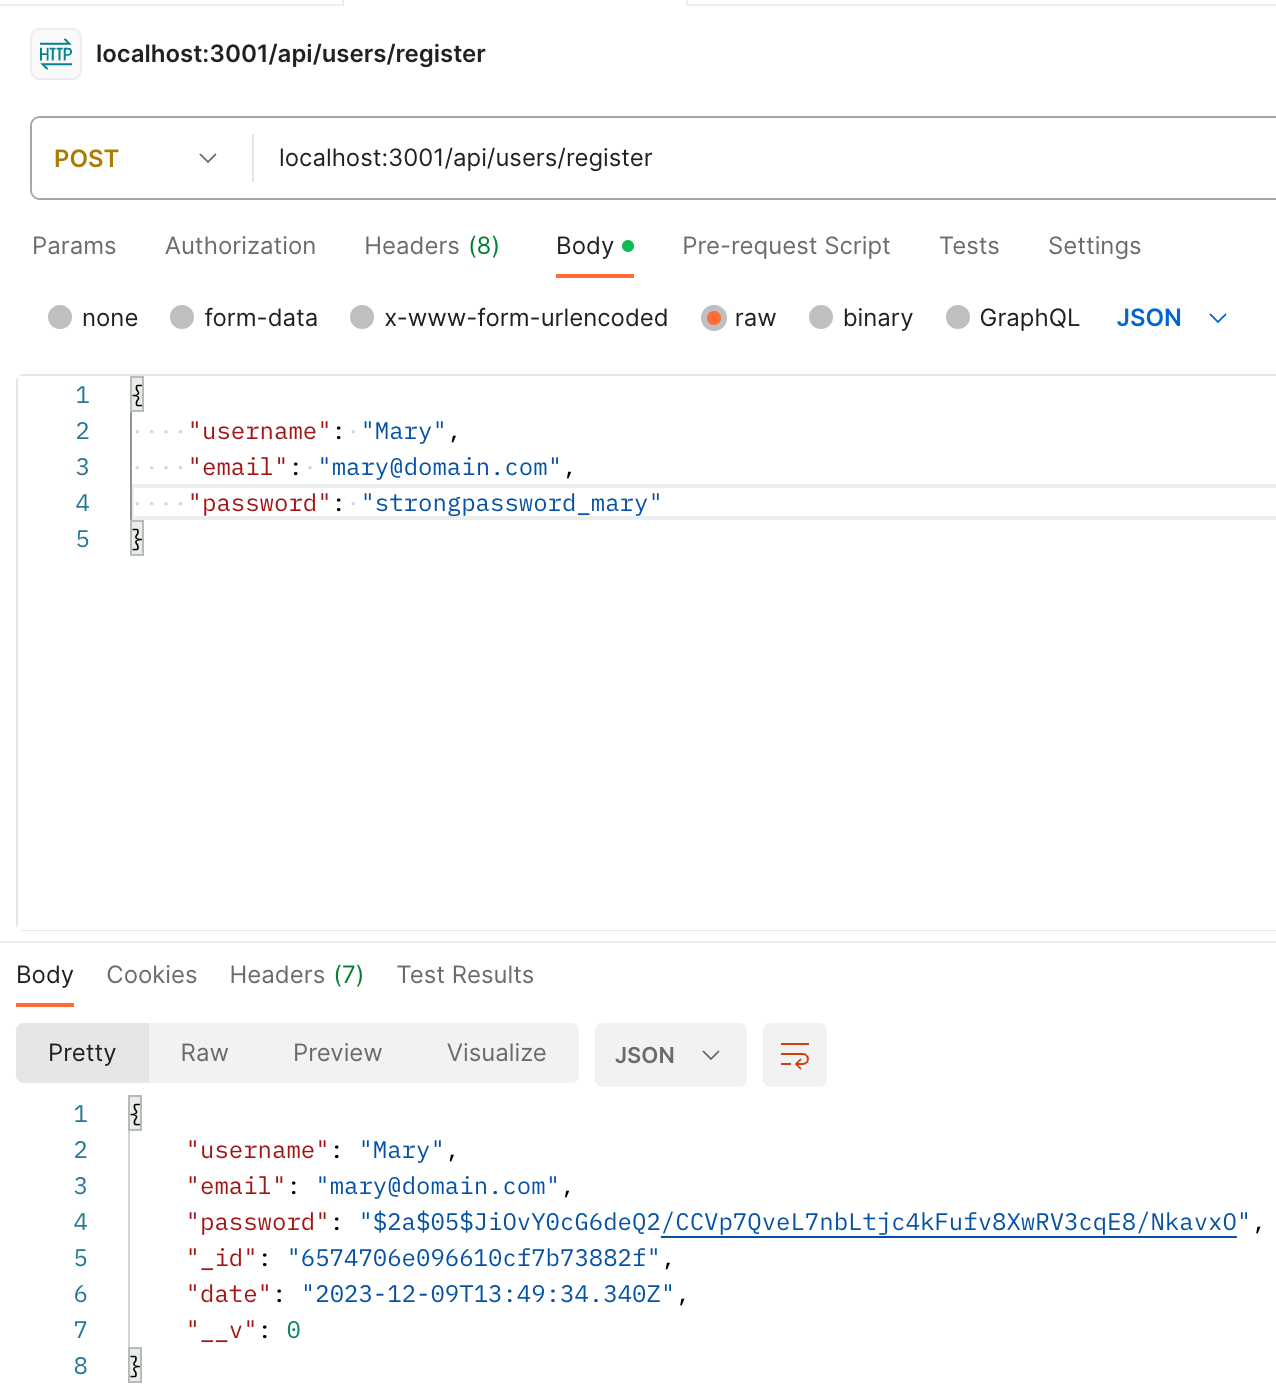 HTTP localhost:3001/api/users/register
POST localhost:3001/api/users/register
Params Authorization Headers (8) Body Pre-request Script Tests Settings
none form-data x-www-form-urlencoded raw binary GraphQL JSON
1 {
2 "username": "Mary",
3 "email": "mary@domain.com",
4 "password": "strongpassword_mary"
5 }
Body Cookies Headers (7) Test Results
Pretty Raw Preview Visualize JSON
1 {
2 "username": "Mary",
3 "email": "mary@domain.com",
4 "password": "$2a$05$JiOvY0cG6deQ2/CCVp7QveL7nbLtjc4kFufv8XwRV3cqE8/NkavxO",
5 "_id": "6574706e096610cf7b73882f",
6 "date": "2023-12-09T13:49:34.340Z",
7 "__v": 0
8 }